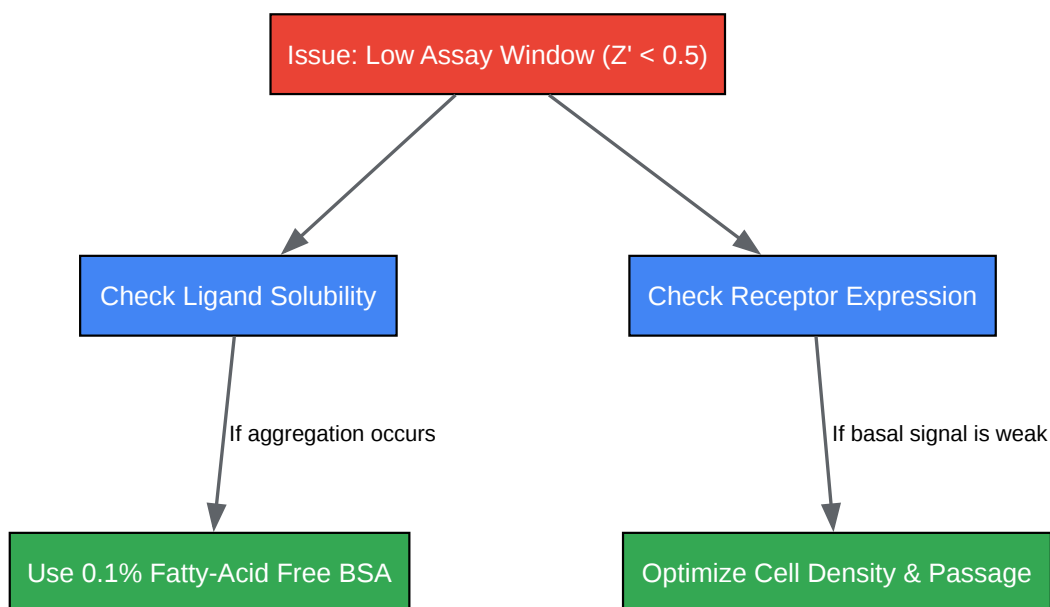 Issue: Low Assay Window (Z' < 0.5)
Check Ligand Solubility
Check Receptor Expression
If aggregation occurs
If basal signal is weak
Use 0.1% Fatty-Acid Free BSA
Optimize Cell Density & Passage